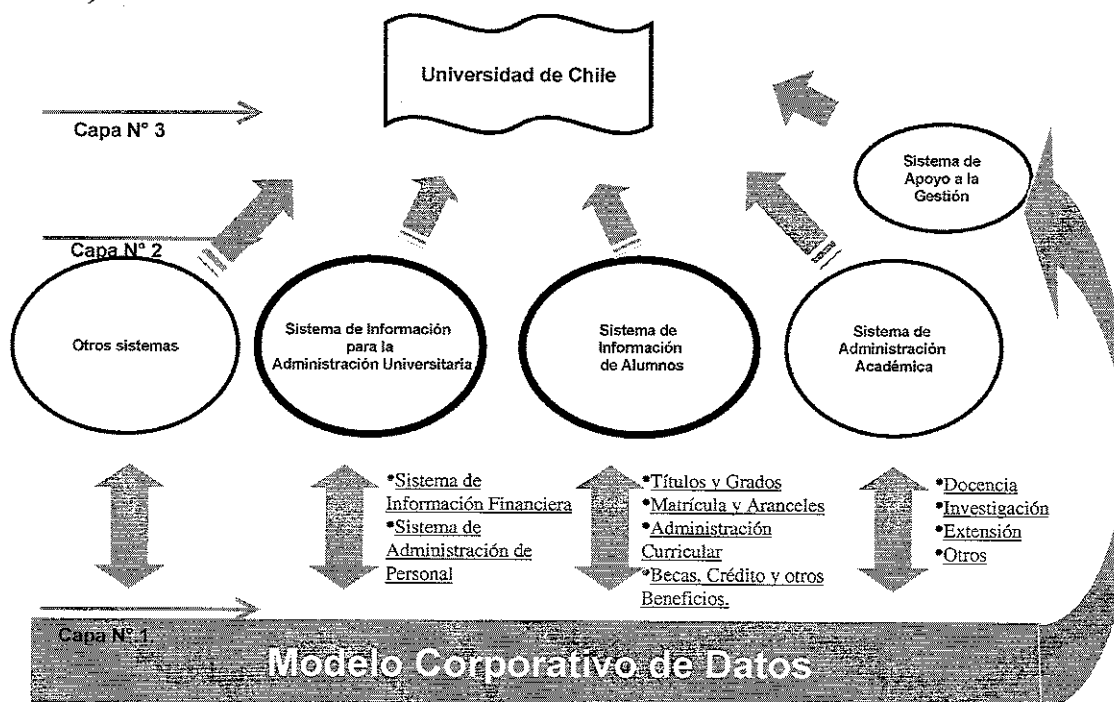 Universidad de Chile
Capa N° 3
Sistema de
Apoyo a la
Gestión
Capa N° 2
Otros sistemas
Sistema de Información
para la
Administración Universitaria
Sistema de
Información
de Alumnos
Sistema de
Administración
Académica
*Sistema de
Información Financiera
*Sistema de
Administración de
Personal
*Títulos y Grados
*Matrícula y Aranceles
*Administración
Curricular
*Becas, Crédito y otros
Beneficios.
*Docencia
*Investigación
*Extensión
*Otros
Capa N° 1
Modelo Corporativo de Datos